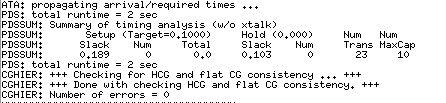 ATA: propagating arrival/required times ...
PDS: total runtime = 2 sec
PDSSUM: Summary of timing analysis (w/o xtalk)
PDSSUM: Setup (Target=0.1000) Hold (0.000) Num Num
PDSSUM: Slack Num Total Slack Num Trans MaxCap
PDSSUM: 0.189 0 0.0 0.103 0 23 10
PDS: total runtime = 2 sec
CGHIER: +++ Checking for HCG and flat CG consistency ... +++
CGHIER: +++ Done with checking HCG and flat CG consistency. +++
CGHIER: Number of errors = 0